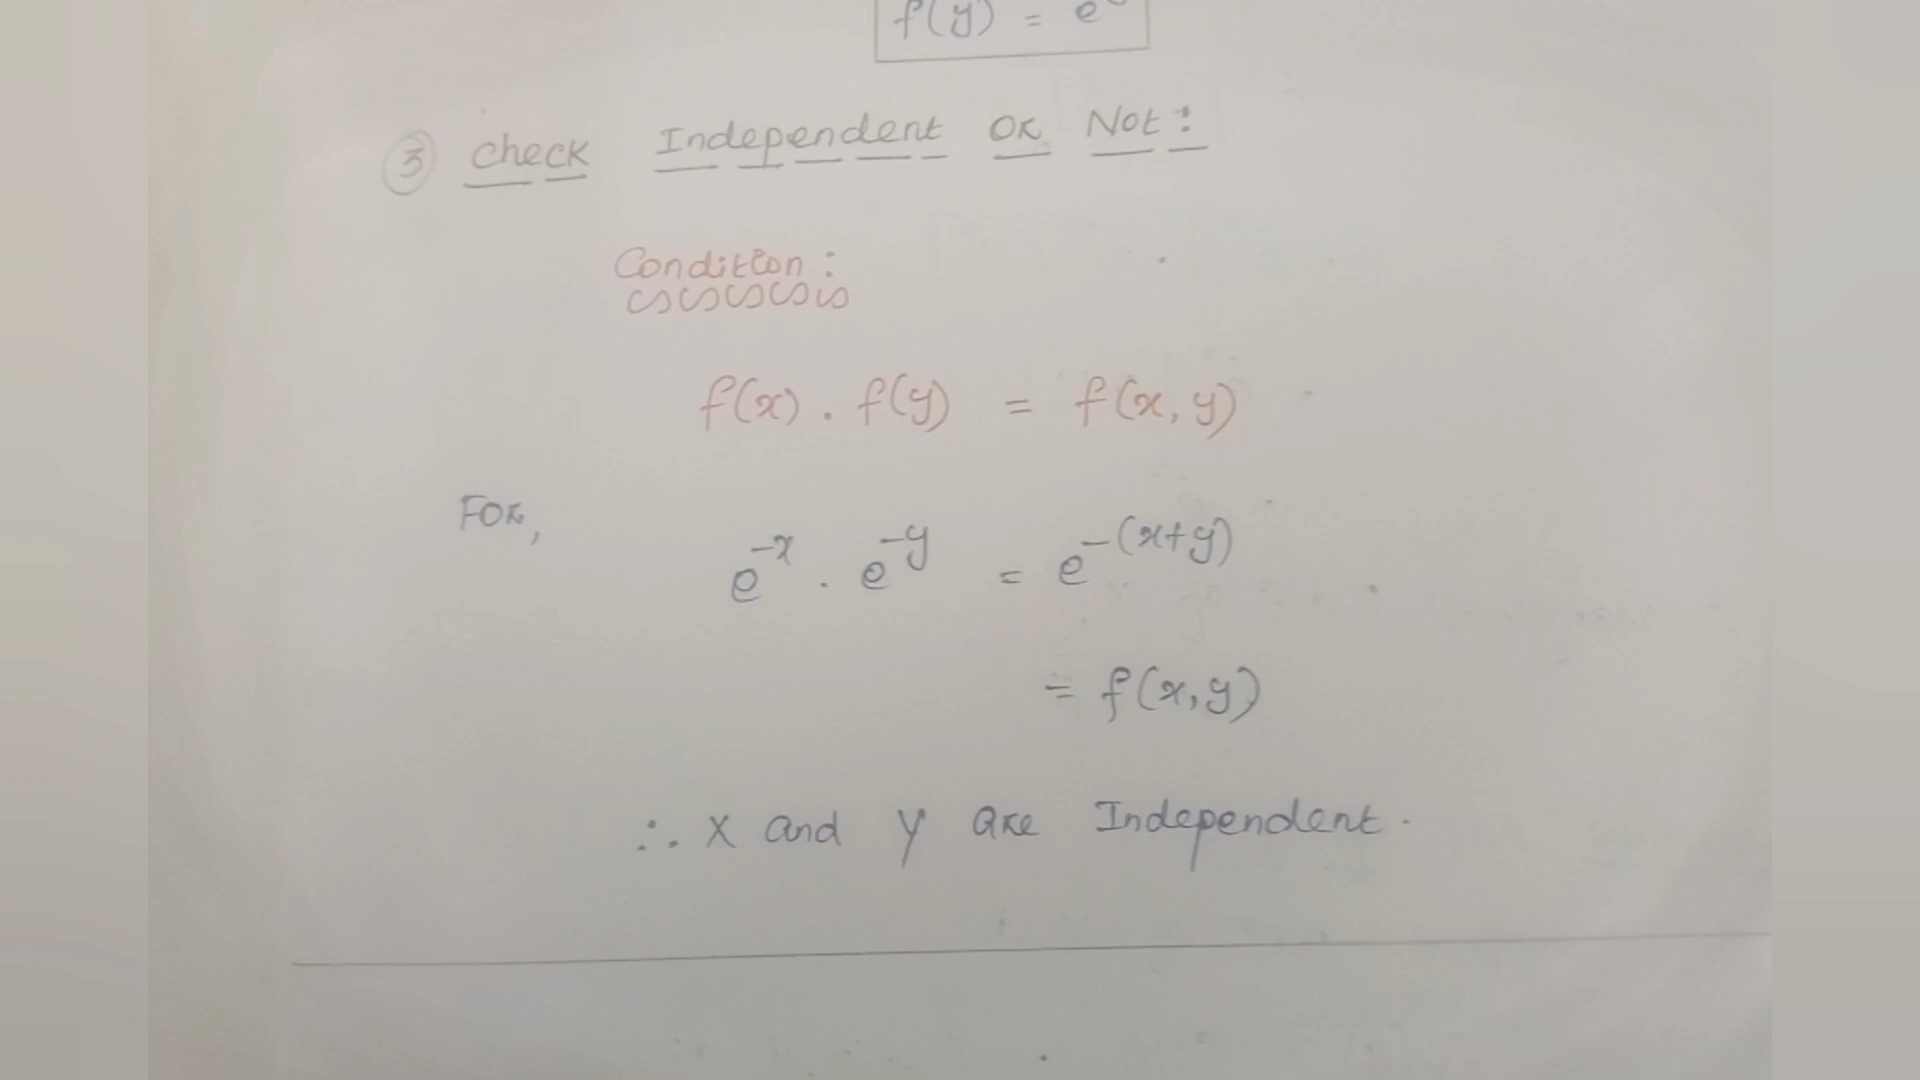 f(y) = e
③ Check Independent OR Not:
Condition:
f(x) . f(y) = f(x, y)
For,
e^{-x} . e^{-y} = e^{-(x+y)}
= f(x,y)
∴ X and Y are Independent.